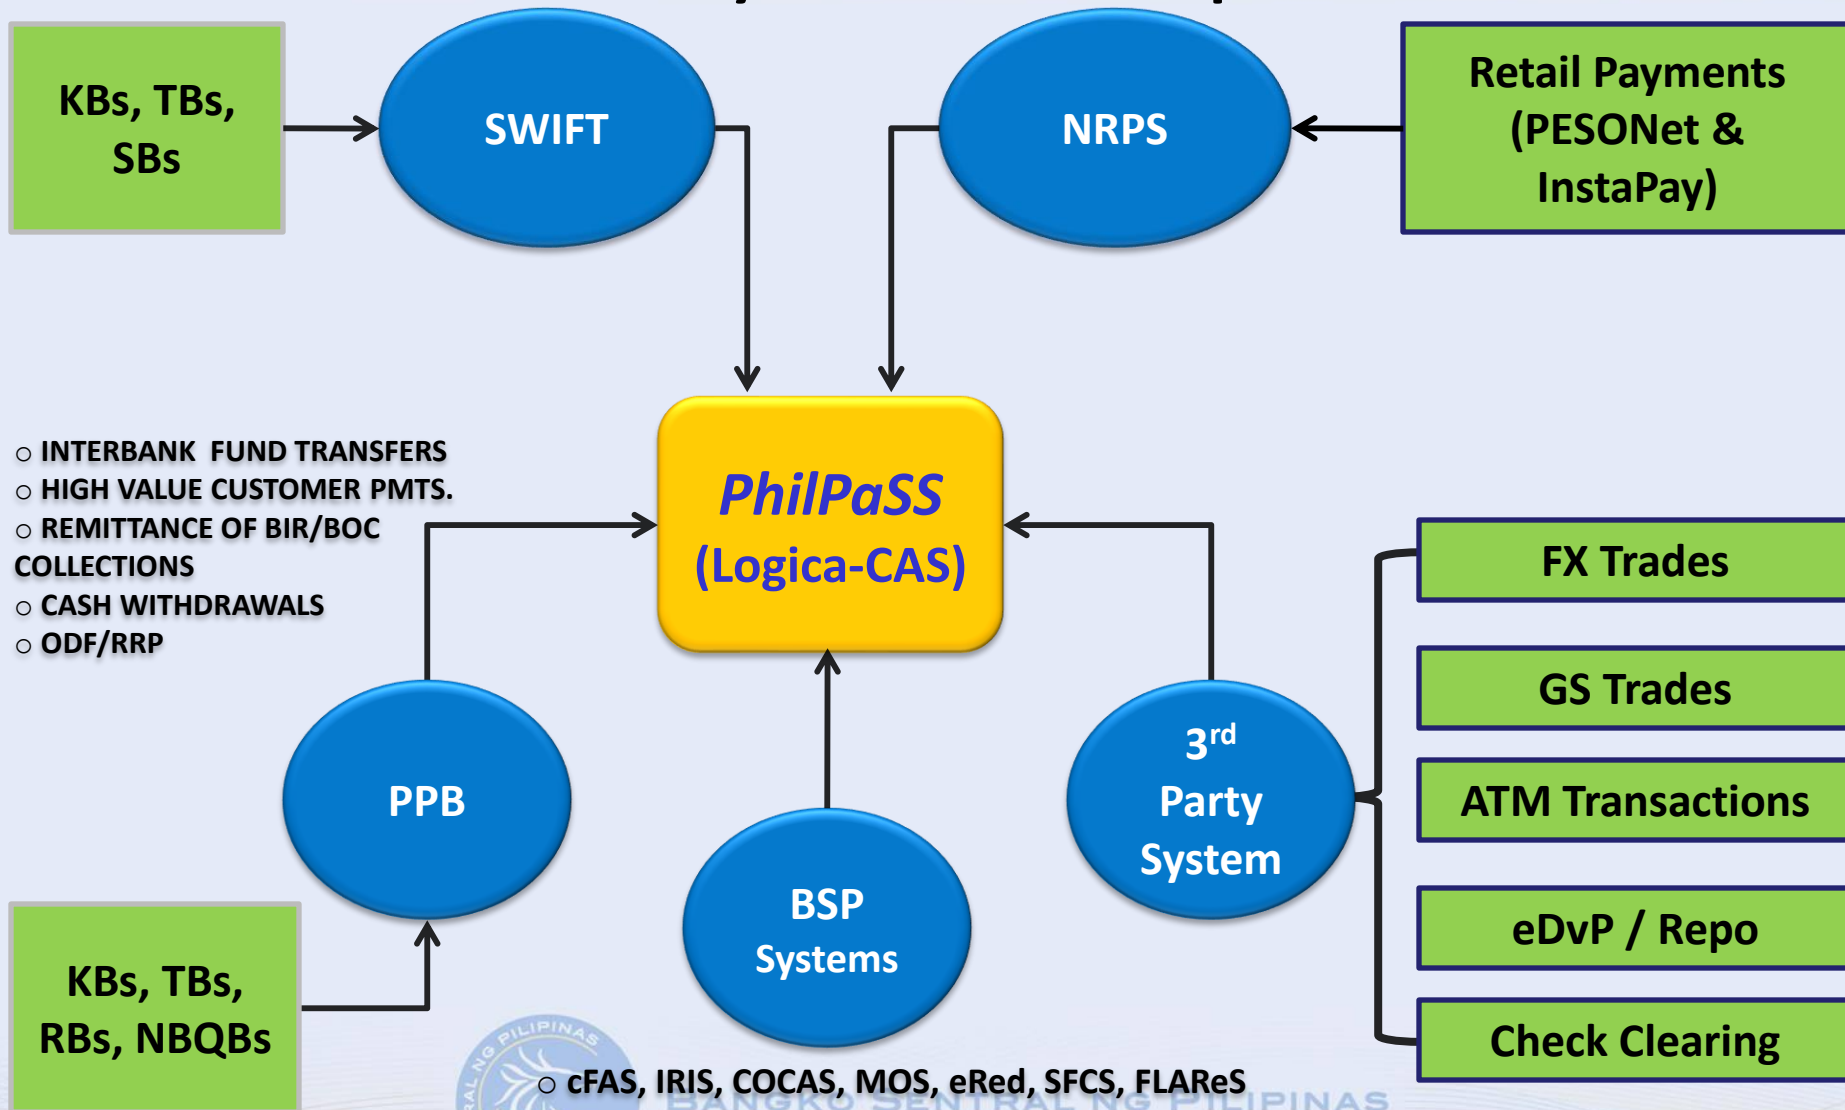 KBs, TBs,
SBs
SWIFT
NRPS
Retail Payments
(PESONet &
InstaPay)
○ INTERBANK FUND TRANSFERS
○ HIGH VALUE CUSTOMER PMTS.
○ REMITTANCE OF BIR/BOC
COLLECTIONS
○ CASH WITHDRAWALS
○ ODF/RRP
PhilPaSS
(Logica-CAS)
FX Trades
GS Trades
ATM Transactions
eDvP / Repo
Check Clearing
3rd
Party
System
PPB
BSP
Systems
KBs, TBs,
RBs, NBQBs
○ cFAS, IRIS, COCAS, MOS, eRed, SFCS, FLAReS
BANGKO SENTRAL NG PILIPINAS
NG PILIPINAS